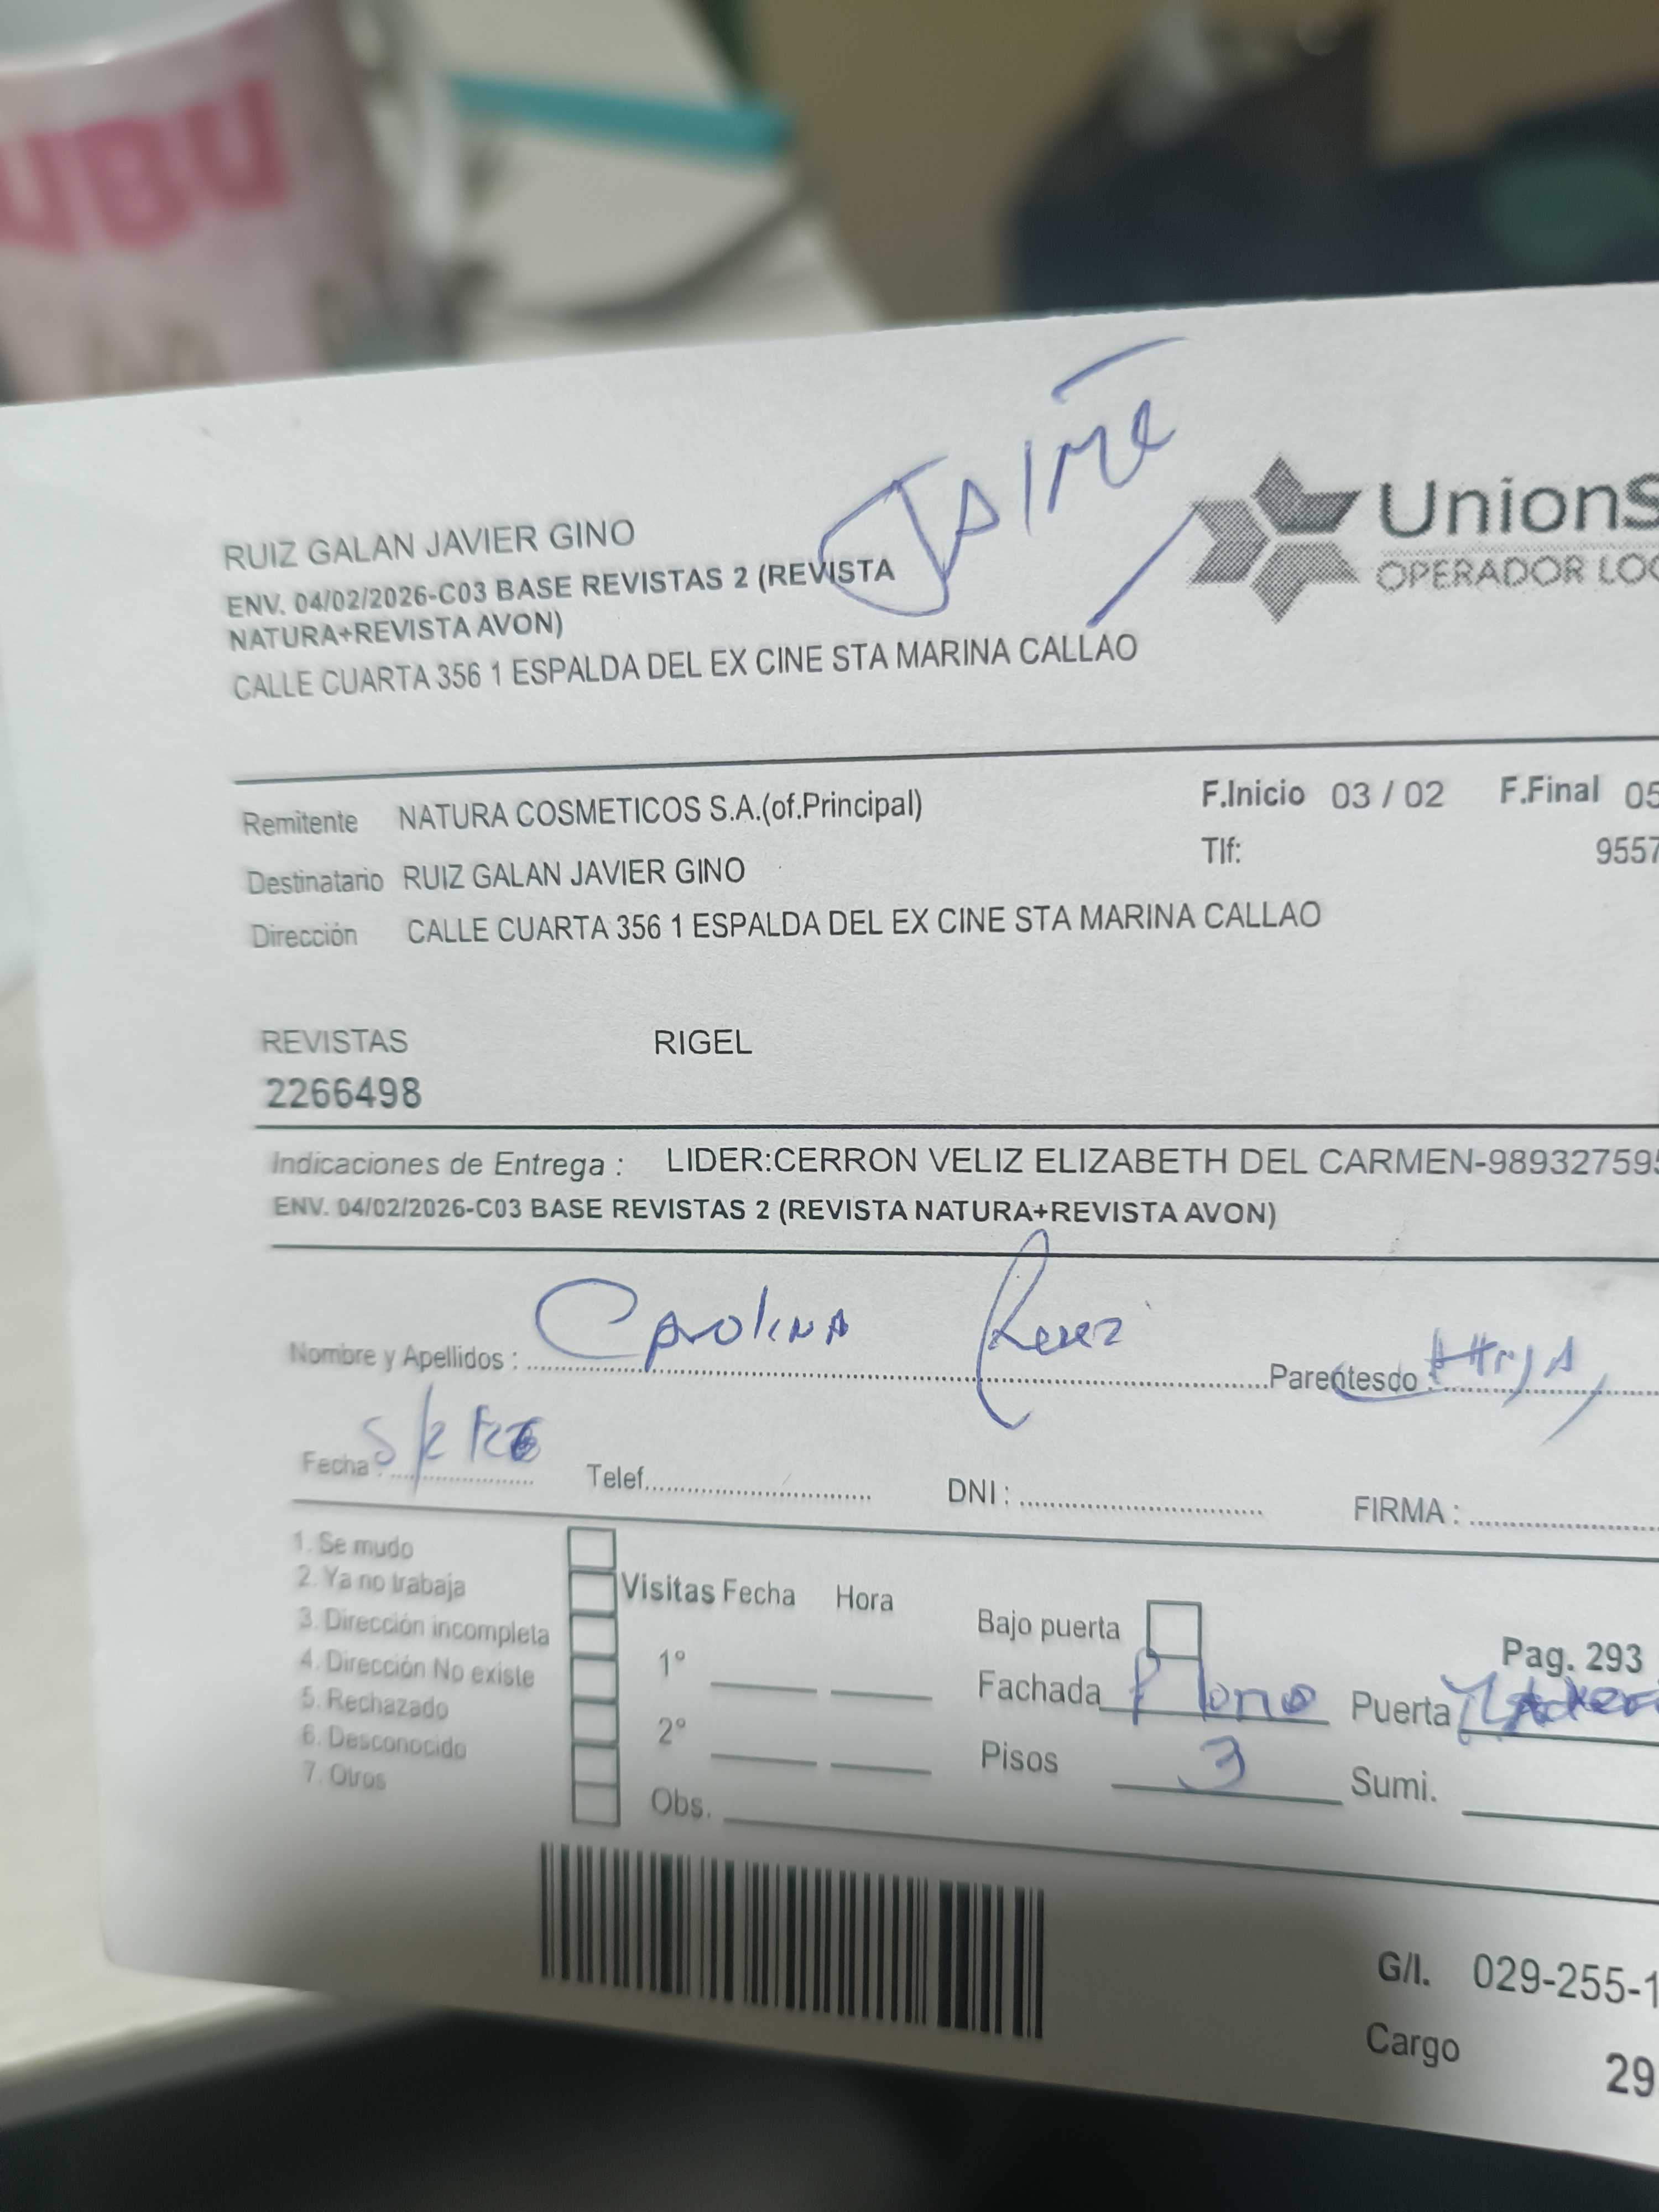 UBU
Jaime
RUIZ GALAN JAVIER GINO
ENV. 04/02/2026-C03 BASE REVISTAS 2 (REVISTA
NATURA+REVISTA AVON)
CALLE CUARTA 356 1 ESPALDA DEL EX CINE STA MARINA CALLAO
UnionS
OPERADOR LOG
Remitente NATURA COSMETICOS S.A.(of.Principal) F.Inicio 03 / 02 F.Final 05
Tlf: 9557
Destinatario RUIZ GALAN JAVIER GINO
Dirección CALLE CUARTA 356 1 ESPALDA DEL EX CINE STA MARINA CALLAO
REVISTAS RIGEL
2266498
Indicaciones de Entrega : LIDER:CERRON VELIZ ELIZABETH DEL CARMEN-989327595
ENV. 04/02/2026-C03 BASE REVISTAS 2 (REVISTA NATURA+REVISTA AVON)
Nombre y Apellidos : Carolina Ruiz Parentesco : Hija
Fecha : Telef. DNI : FIRMA :
1. Se mudo
2. Ya no trabaja
3. Dirección incompleta
4. Dirección No existe
5. Rechazado
6. Desconocido
7. Otros
Visitas Fecha Hora
1°
2°
Obs.
Bajo puerta
Pag. 293
Fachada Plomo Puerta
Pisos 3 Sumi.
G/I. 029-255-1
Cargo 29